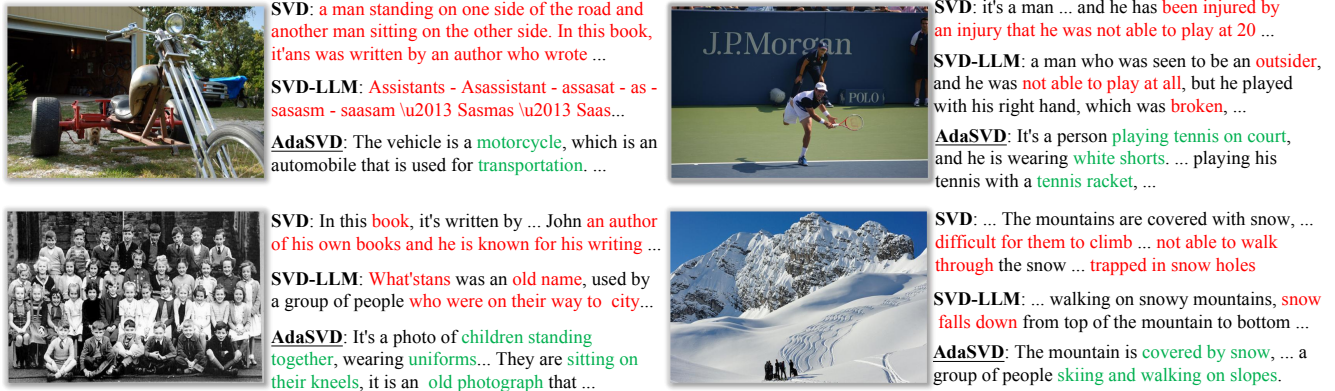 SVD: a man standing on one side of the road and
another man sitting on the other side. In this book,
it'ans was written by an author who wrote ...
SVD-LLM: Assistants - Asassistant - assasat - as -
sasasm - saasam \u2013 Sasmas \u2013 Saas...
AdaSVD: The vehicle is a motorcycle, which is an
automobile that is used for transportation. ...
J.P.Morgan
POLO
SVD: it's a man ... and he has been injured by
an injury that he was not able to play at 20 ...
SVD-LLM: a man who was seen to be an outsider,
and he was not able to play at all, but he played
with his right hand, which was broken, ...
AdaSVD: It's a person playing tennis on court,
and he is wearing white shorts. ... playing his
tennis with a tennis racket, ...
SVD: In this book, it's written by ... John an author
of his own books and he is known for his writing ...
SVD-LLM: What'stans was an old name, used by
a group of people who were on their way to city...
AdaSVD: It's a photo of children standing
together, wearing uniforms... They are sitting on
their kneels, it is an old photograph that ...
SVD: ... The mountains are covered with snow, ...
difficult for them to climb ... not able to walk
through the snow ... trapped in snow holes
SVD-LLM: ... walking on snowy mountains, snow
falls down from top of the mountain to bottom ...
AdaSVD: The mountain is covered by snow, ... a
group of people skiing and walking on slopes.